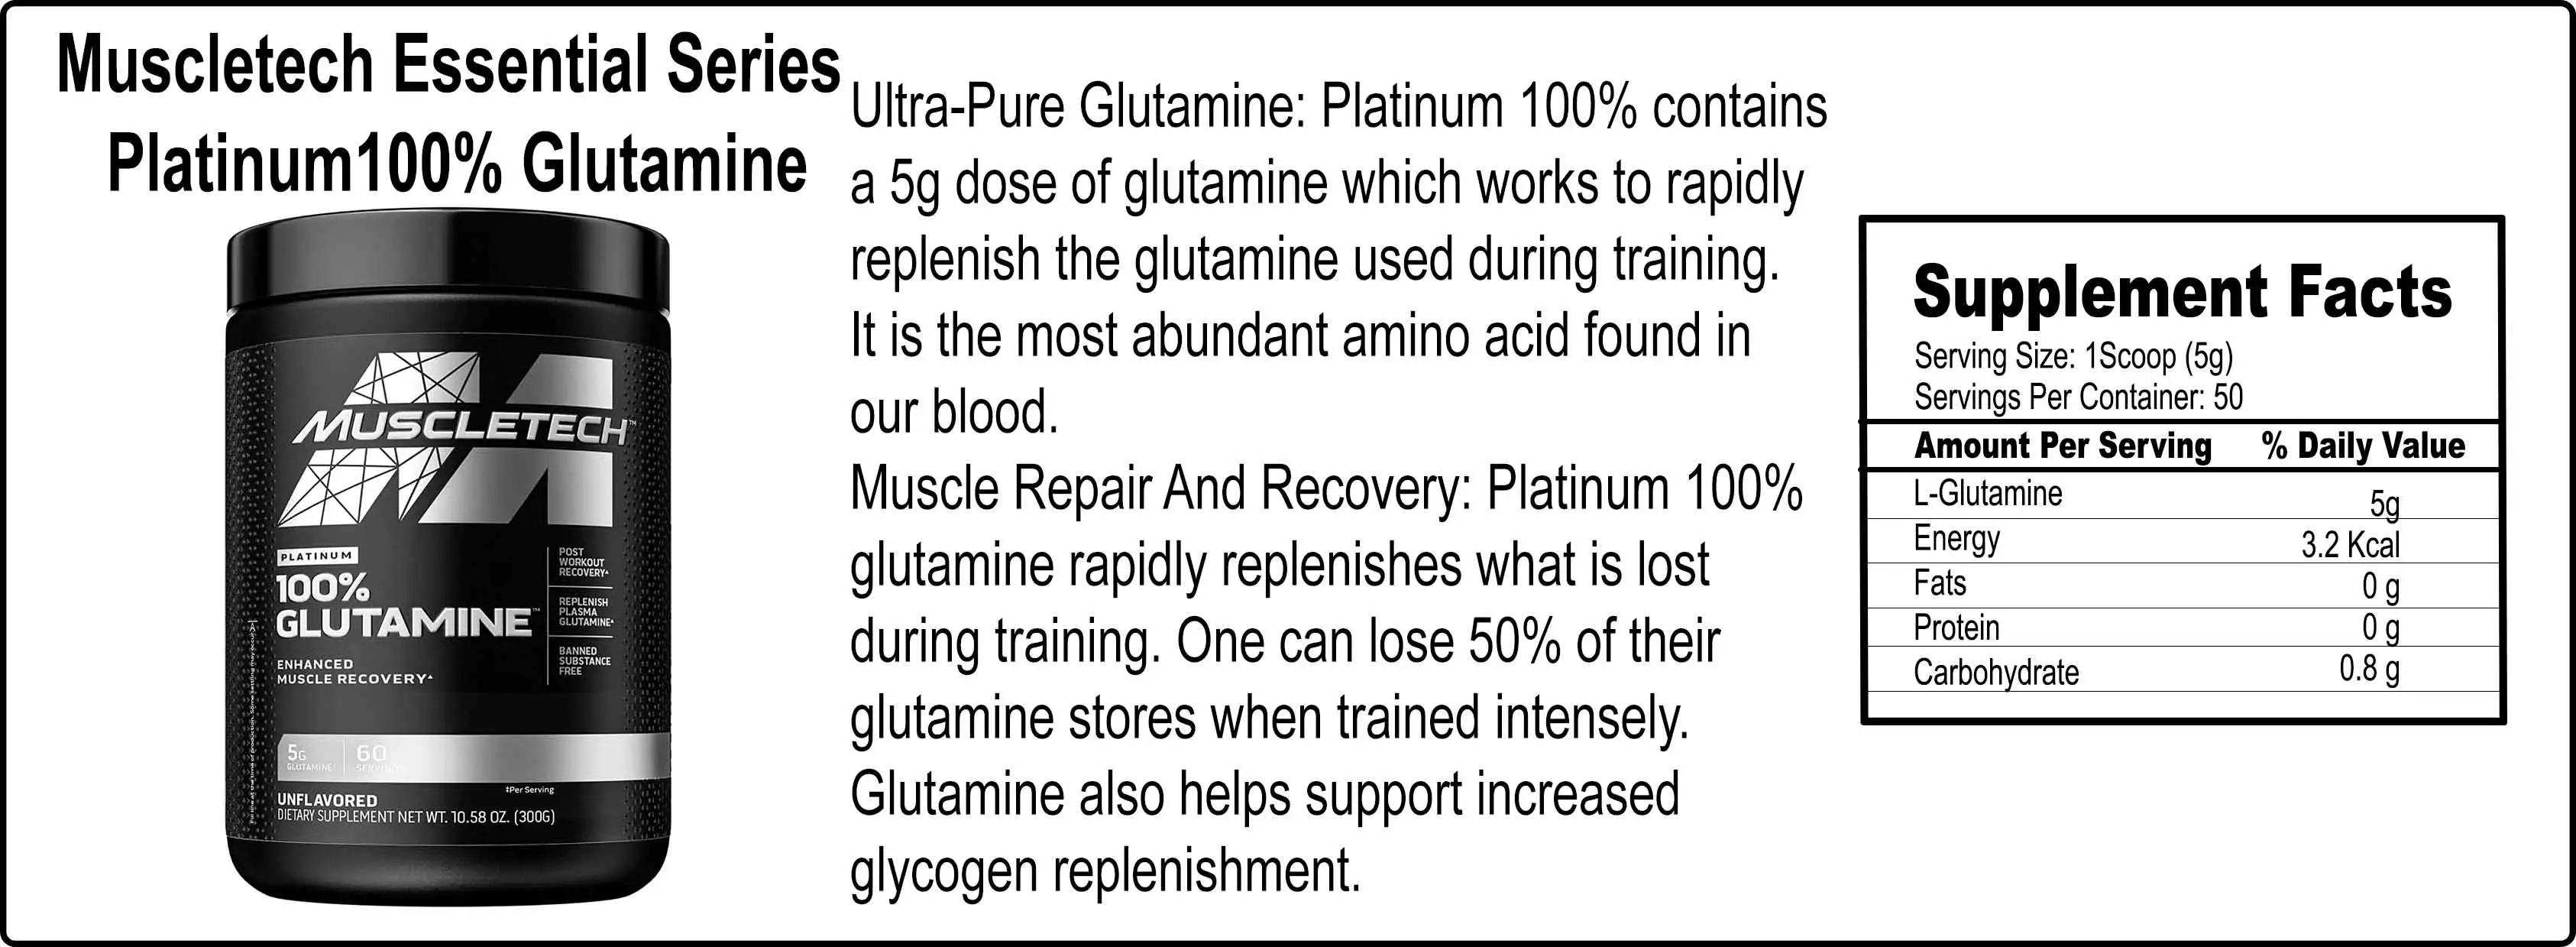 Muscletech Essential Series
Platinum100% Glutamine
MUSCLETECH™
PLATINUM
100%
GLUTAMINE™
ENHANCED
MUSCLE RECOVERY▴
POST
WORKOUT
RECOVERY▴
REPLENISH
PLASMA
GLUTAMINE▴
BANNED
SUBSTANCE
FREE
5G
GLUTAMINE‡
60
SERVINGS
‡Per Serving
UNFLAVORED
DIETARY SUPPLEMENT NET WT. 10.58 OZ. (300G)
Ultra-Pure Glutamine: Platinum 100% contains
a 5g dose of glutamine which works to rapidly
replenish the glutamine used during training.
It is the most abundant amino acid found in
our blood.
Muscle Repair And Recovery: Platinum 100%
glutamine rapidly replenishes what is lost
during training. One can lose 50% of their
glutamine stores when trained intensely.
Glutamine also helps support increased
glycogen replenishment.
Supplement Facts
Serving Size: 1Scoop (5g)
Servings Per Container: 50
Amount Per Serving % Daily Value
L-Glutamine 5g
Energy 3.2 Kcal
Fats 0 g
Protein 0 g
Carbohydrate 0.8 g